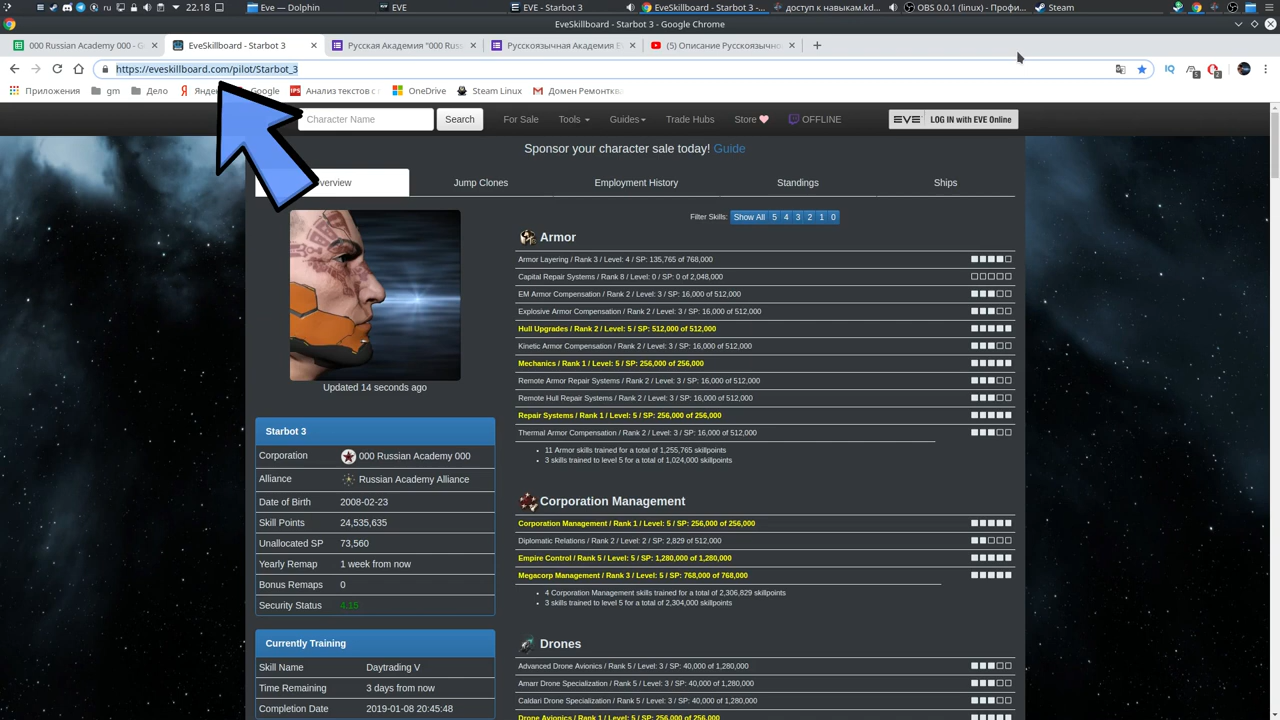 22.18
Eve — Dolphin
EVE
EVE - Starbot 3
EveSkillboard - Starbot 3 -...
доступ к навыкам.kd...
OBS 0.0.1 (linux) - Профи...
Steam
EveSkillboard - Starbot 3 - Google Chrome
000 Russian Academy 000 - G
EveSkillboard - Starbot 3
Русская Академия "000 Rus
Русскоязычная Академия E
(5) Описание Русскоязычно
https://eveskillboard.com/pilot/Starbot_3
Приложения
gm
Дело
Google
Анализ текстов с
OneDrive
Steam Linux
Домен Ремонтка
Character Name
Search
For Sale
Tools
Guides
Trade Hubs
Store
OFFLINE
EVE LOG IN with EVE Online
Sponsor your character sale today! Guide
Jump Clones
Employment History
Standings
Ships
Filter Skills: Show All 5 4 3 2 1 0
Updated 14 seconds ago
Starbot 3
Corporation 000 Russian Academy 000
Alliance Russian Academy Alliance
Date of Birth 2008-02-23
Skill Points 24,535,635
Unallocated SP 73,560
Yearly Remap 1 week from now
Bonus Remaps 0
Security Status 4.15
Currently Training
Skill Name Daytrading V
Time Remaining 3 days from now
Completion Date 2019-01-08 20:45:48
Armor
Armor Layering / Rank 3 / Level: 4 / SP: 135,765 of 768,000
Capital Repair Systems / Rank 8 / Level: 0 / SP: 0 of 2,048,000
EM Armor Compensation / Rank 2 / Level: 3 / SP: 16,000 of 512,000
Explosive Armor Compensation / Rank 2 / Level: 3 / SP: 16,000 of 512,000
Hull Upgrades / Rank 2 / Level: 5 / SP: 512,000 of 512,000
Kinetic Armor Compensation / Rank 2 / Level: 3 / SP: 16,000 of 512,000
Mechanics / Rank 1 / Level: 5 / SP: 256,000 of 256,000
Remote Armor Repair Systems / Rank 2 / Level: 3 / SP: 16,000 of 512,000
Remote Hull Repair Systems / Rank 2 / Level: 3 / SP: 16,000 of 512,000
Repair Systems / Rank 1 / Level: 5 / SP: 256,000 of 256,000
Thermal Armor Compensation / Rank 2 / Level: 3 / SP: 16,000 of 512,000
11 Armor skills trained for a total of 1,255,765 skillpoints
3 skills trained to level 5 for a total of 1,024,000 skillpoints
Corporation Management
Corporation Management / Rank 1 / Level: 5 / SP: 256,000 of 256,000
Diplomatic Relations / Rank 2 / Level: 2 / SP: 2,829 of 512,000
Empire Control / Rank 5 / Level: 5 / SP: 1,280,000 of 1,280,000
Megacorp Management / Rank 3 / Level: 5 / SP: 768,000 of 768,000
4 Corporation Management skills trained for a total of 2,306,829 skillpoints
3 skills trained to level 5 for a total of 2,304,000 skillpoints
Drones
Advanced Drone Avionics / Rank 5 / Level: 3 / SP: 40,000 of 1,280,000
Amarr Drone Specialization / Rank 5 / Level: 3 / SP: 40,000 of 1,280,000
Caldari Drone Specialization / Rank 5 / Level: 3 / SP: 40,000 of 1,280,000
Drone Avionics / Rank 1 / Level: 5 / SP: 256,000 of 256,000